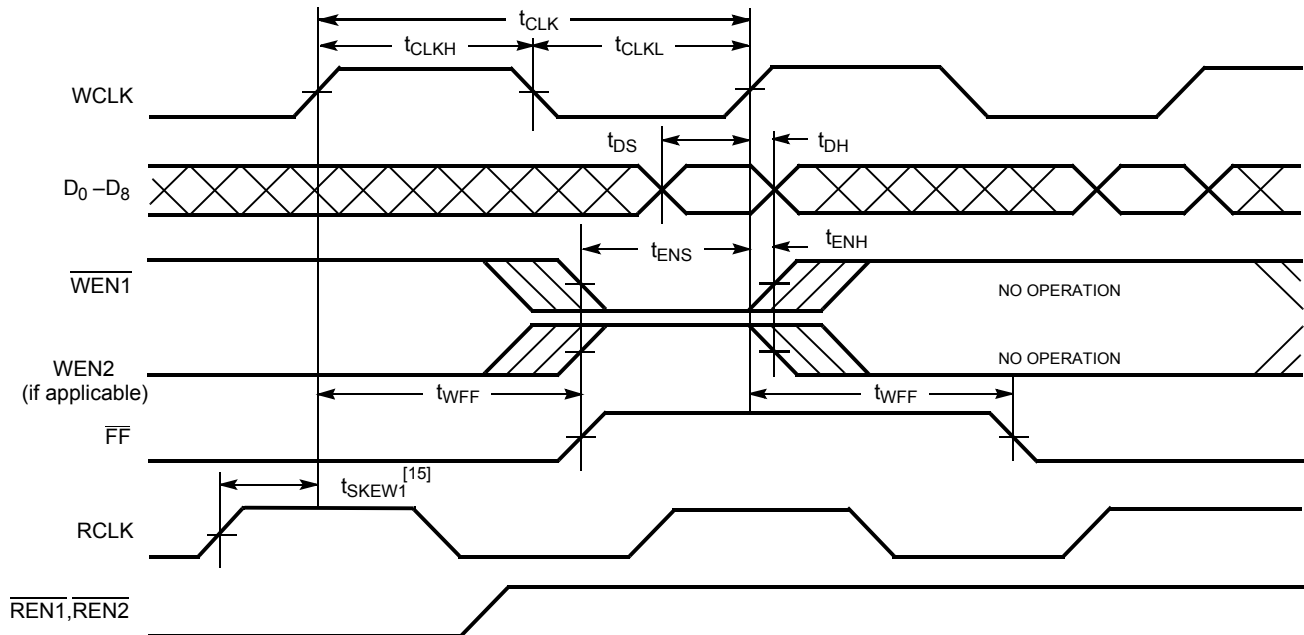 tCLK
tCLKH
tCLKL
WCLK
tDS
tDH
D0 –D8
tENS
tENH
WEN1
NO OPERATION
WEN2
(if applicable)
NO OPERATION
tWFF
tWFF
FF
tSKEW1[15]
RCLK
REN1,REN2